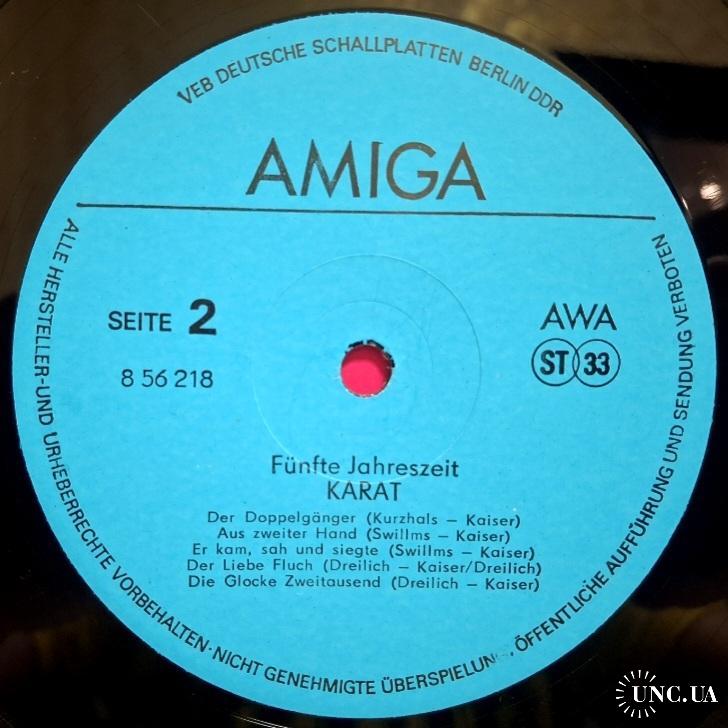 VEB DEUTSCHE SCHALLPLATTEN BERLIN DDR
AMIGA
SEITE 2
8 56 218
AWA
ST 33
Fünfte Jahreszeit
KARAT
Der Doppelgänger (Kurzhals – Kaiser)
Aus zweiter Hand (Swillms – Kaiser)
Er kam, sah und siegte (Swillms – Kaiser)
Der Liebe Fluch (Dreilich – Kaiser/Dreilich)
Die Glocke Zweitausend (Dreilich – Kaiser)
ALLE HERSTELLER-UND URHEBERRECHTE VORBEHALTEN·NICHT GENEHMIGTE , ÖFFENTLICHE AUFFÜHRUNG UND SENDUNG VERBOTEN
UNC.UA